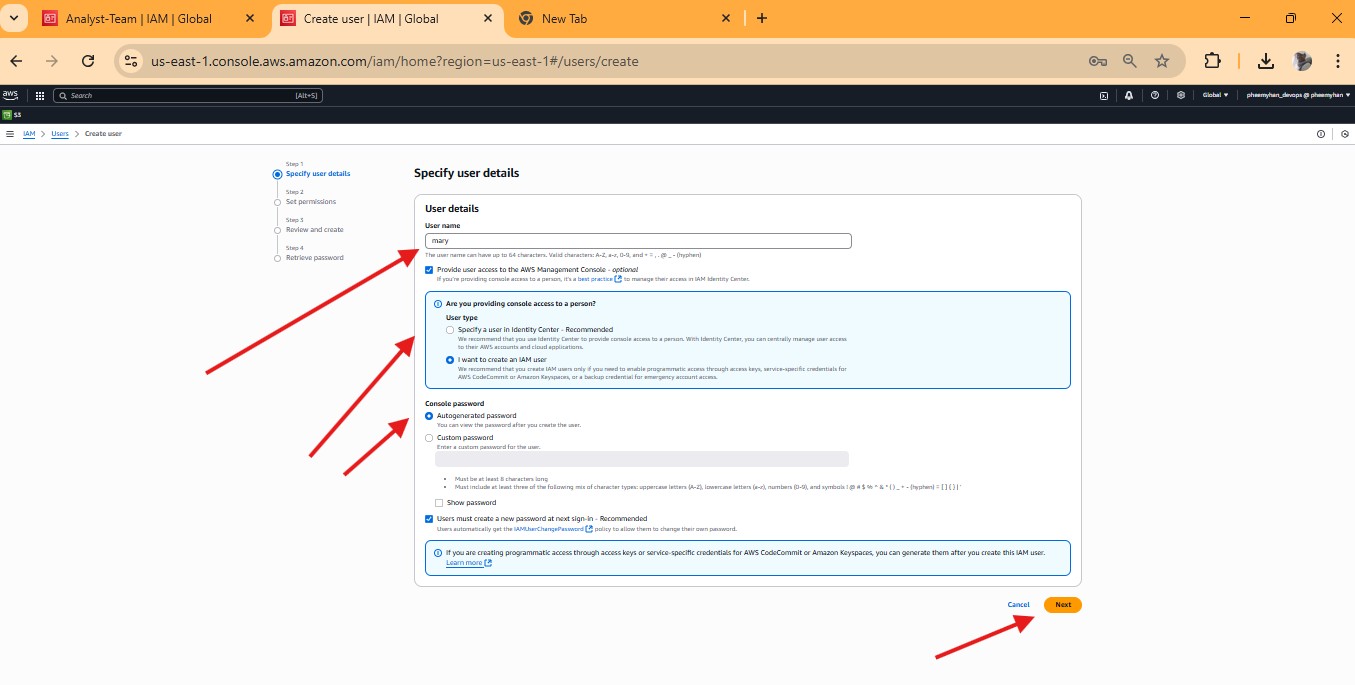 Analyst-Team | IAM | Global
Create user | IAM | Global
New Tab
us-east-1.console.aws.amazon.com/iam/home?region=us-east-1#/users/create
aws
Search
[Alt+S]
Global
pheemyhan_devops @ pheemyhan
S3
IAM
Users
Create user
Step 1
Specify user details
Step 2
Set permissions
Step 3
Review and create
Step 4
Retrieve password
Specify user details
User details
User name
mary
The user name can have up to 64 characters. Valid characters: A-Z, a-z, 0-9, and + = , . @ _ - (hyphen)
Provide user access to the AWS Management Console - optional
If you're providing console access to a person, it's a best practice to manage their access in IAM Identity Center.
Are you providing console access to a person?
User type
Specify a user in Identity Center - Recommended
We recommend that you use Identity Center to provide console access to a person. With Identity Center, you can centrally manage user access
to their AWS accounts and cloud applications.
I want to create an IAM user
We recommend that you create IAM users only if you need to enable programmatic access through access keys, service-specific credentials for
AWS CodeCommit or Amazon Keyspaces, or a backup credential for emergency account access.
Console password
Autogenerated password
You can view the password after you create the user.
Custom password
Enter a custom password for the user.
Must be at least 8 characters long
Must include at least three of the following mix of character types: uppercase letters (A-Z), lowercase letters (a-z), numbers (0-9), and symbols ! @ # $ % ^ & * ( ) _ + - (hyphen) = [ ] { } | '
Show password
Users must create a new password at next sign-in - Recommended
Users automatically get the IAMUserChangePassword policy to allow them to change their own password.
If you are creating programmatic access through access keys or service-specific credentials for AWS CodeCommit or Amazon Keyspaces, you can generate them after you create this IAM user.
Learn more
Cancel
Next